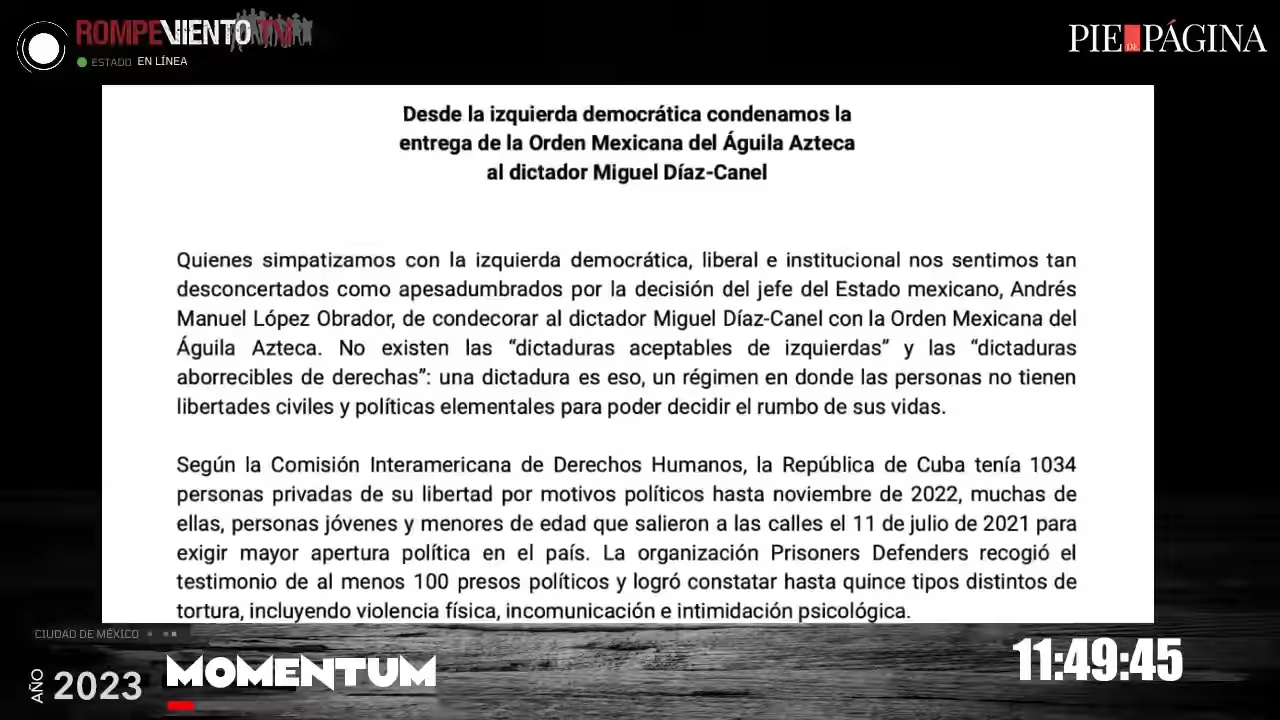 ROMPEVIENTO TV
ESTADO EN LÍNEA
PIE DE PÁGINA
Desde la izquierda democrática condenamos la
entrega de la Orden Mexicana del Águila Azteca
al dictador Miguel Díaz-Canel
Quienes simpatizamos con la izquierda democrática, liberal e institucional nos sentimos tan
desconcertados como apesadumbrados por la decisión del jefe del Estado mexicano, Andrés
Manuel López Obrador, de condecorar al dictador Miguel Díaz-Canel con la Orden Mexicana del
Águila Azteca. No existen las “dictaduras aceptables de izquierdas” y las “dictaduras
aborrecibles de derechas”: una dictadura es eso, un régimen en donde las personas no tienen
libertades civiles y políticas elementales para poder decidir el rumbo de sus vidas.
Según la Comisión Interamericana de Derechos Humanos, la República de Cuba tenía 1034
personas privadas de su libertad por motivos políticos hasta noviembre de 2022, muchas de
ellas, personas jóvenes y menores de edad que salieron a las calles el 11 de julio de 2021 para
exigir mayor apertura política en el país. La organización Prisoners Defenders recogió el
testimonio de al menos 100 presos políticos y logró constatar hasta quince tipos distintos de
tortura, incluyendo violencia física, incomunicación e intimidación psicológica.
CIUDAD DE MÉXICO
AÑO 2023
MOMENTUM
11:49:45